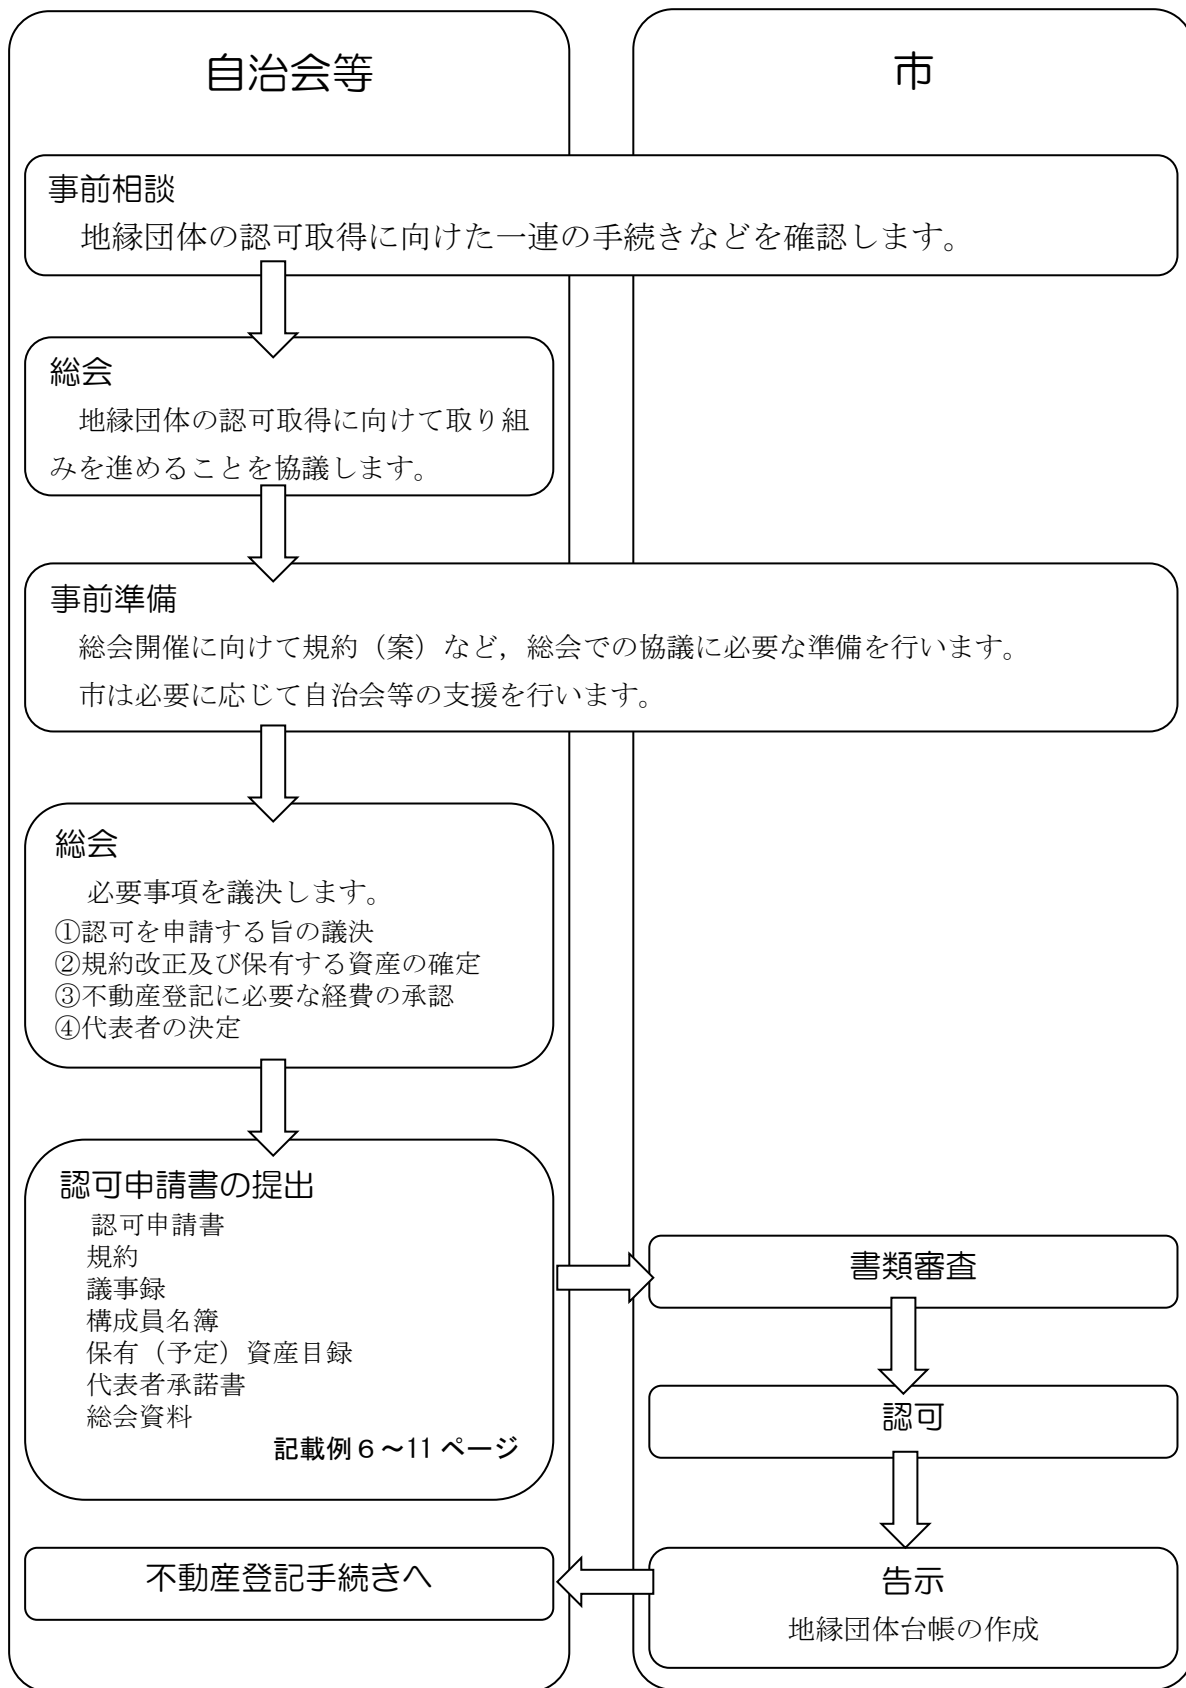 自治会等
市
事前相談
地縁団体の認可取得に向けた一連の手続きなどを確認します。
総会
地縁団体の認可取得に向けて取り組
みを進めることを協議します。
事前準備
総会開催に向けて規約（案）など，総会での協議に必要な準備を行います。
市は必要に応じて自治会等の支援を行います。
総会
必要事項を議決します。
①認可を申請する旨の議決
②規約改正及び保有する資産の確定
③不動産登記に必要な経費の承認
④代表者の決定
認可申請書の提出
認可申請書
規約
議事録
構成員名簿
保有（予定）資産目録
代表者承諾書
総会資料
記載例６～11 ページ
書類審査
認可
告示
地縁団体台帳の作成
不動産登記手続きへ